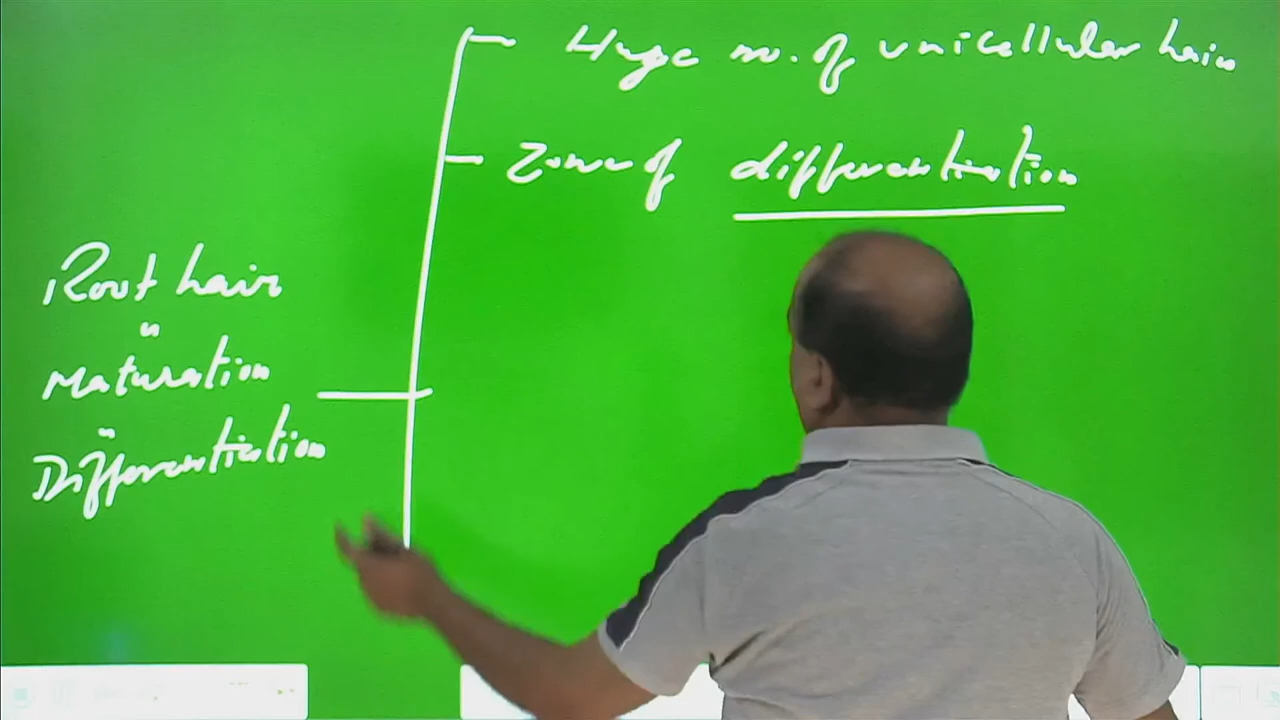 Huge no. of unicellular hairs
Zone of differentiation
Root hair
"
Maturation
"
Differentiation